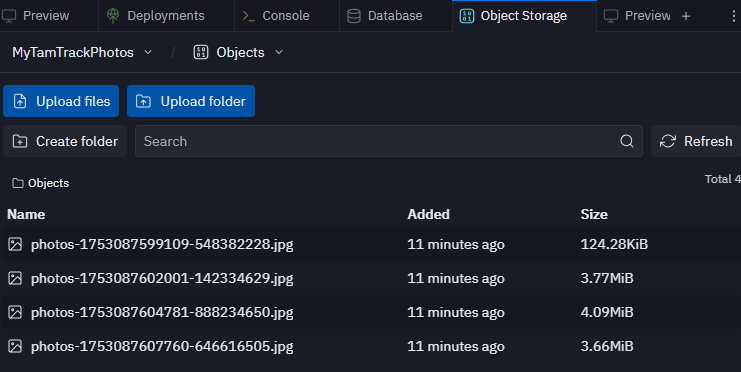 Preview Deployments Console Database Object Storage Preview
MyTamTrackPhotos / Objects
Upload files Upload folder
Create folder Search Refresh
Objects Total 4
Name Added Size
photos-1753087599109-548382228.jpg 11 minutes ago 124.28KiB
photos-1753087602001-142334629.jpg 11 minutes ago 3.77MiB
photos-1753087604781-888234650.jpg 11 minutes ago 4.09MiB
photos-1753087607760-646616505.jpg 11 minutes ago 3.66MiB